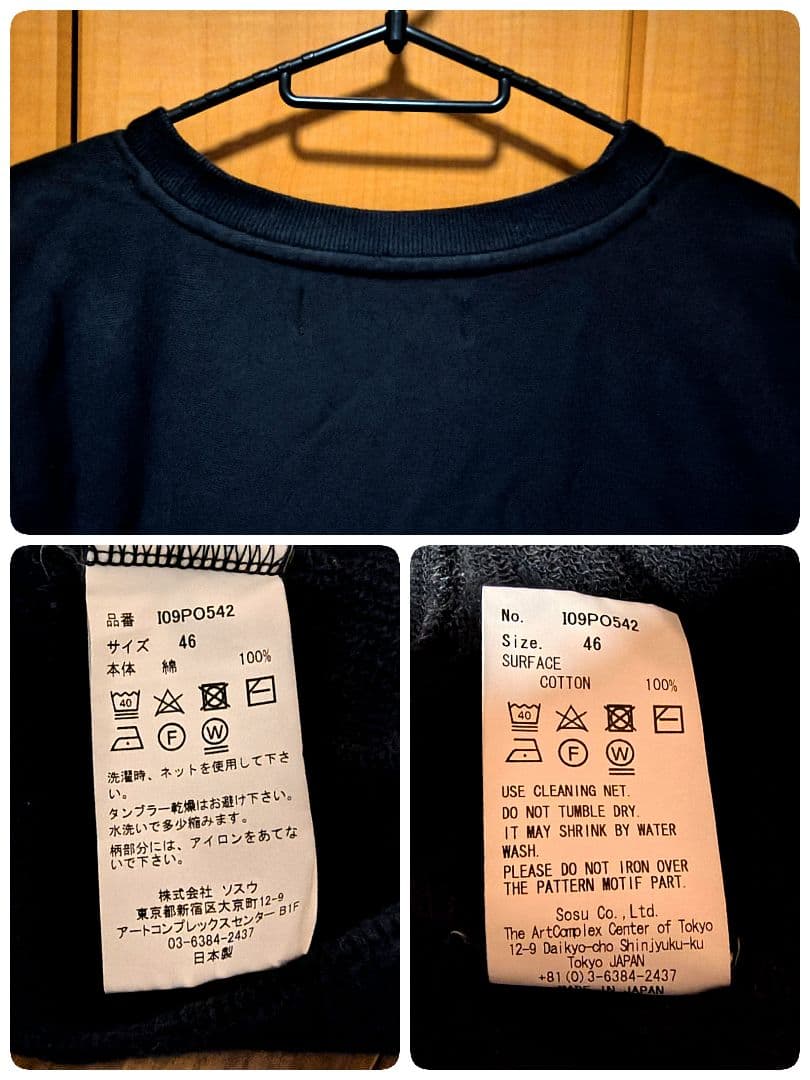 品番 I09PO542
サイズ 46
本体 綿 100%
40
F W
洗濯時、ネットを使用して下さ
い。
タンブラー乾燥はお避け下さい。
水洗いで多少縮みます。
柄部分には、アイロンをあてな
いで下さい。
株式会社 ソスウ
東京都新宿区大京町12-9
アートコンプレックスセンター B1F
03-6384-2437
日本製
No. I09PO542
Size. 46
SURFACE
COTTON 100%
40
F W
USE CLEANING NET.
DO NOT TUMBLE DRY.
IT MAY SHRINK BY WATER
WASH.
PLEASE DO NOT IRON OVER
THE PATTERN MOTIF PART.
Sosu Co.,Ltd.
The ArtComplex Center of Tokyo
12-9 Daikyo-cho Shinjyuku-ku
Tokyo JAPAN
+81(0)3-6384-2437
MADE IN JAPAN